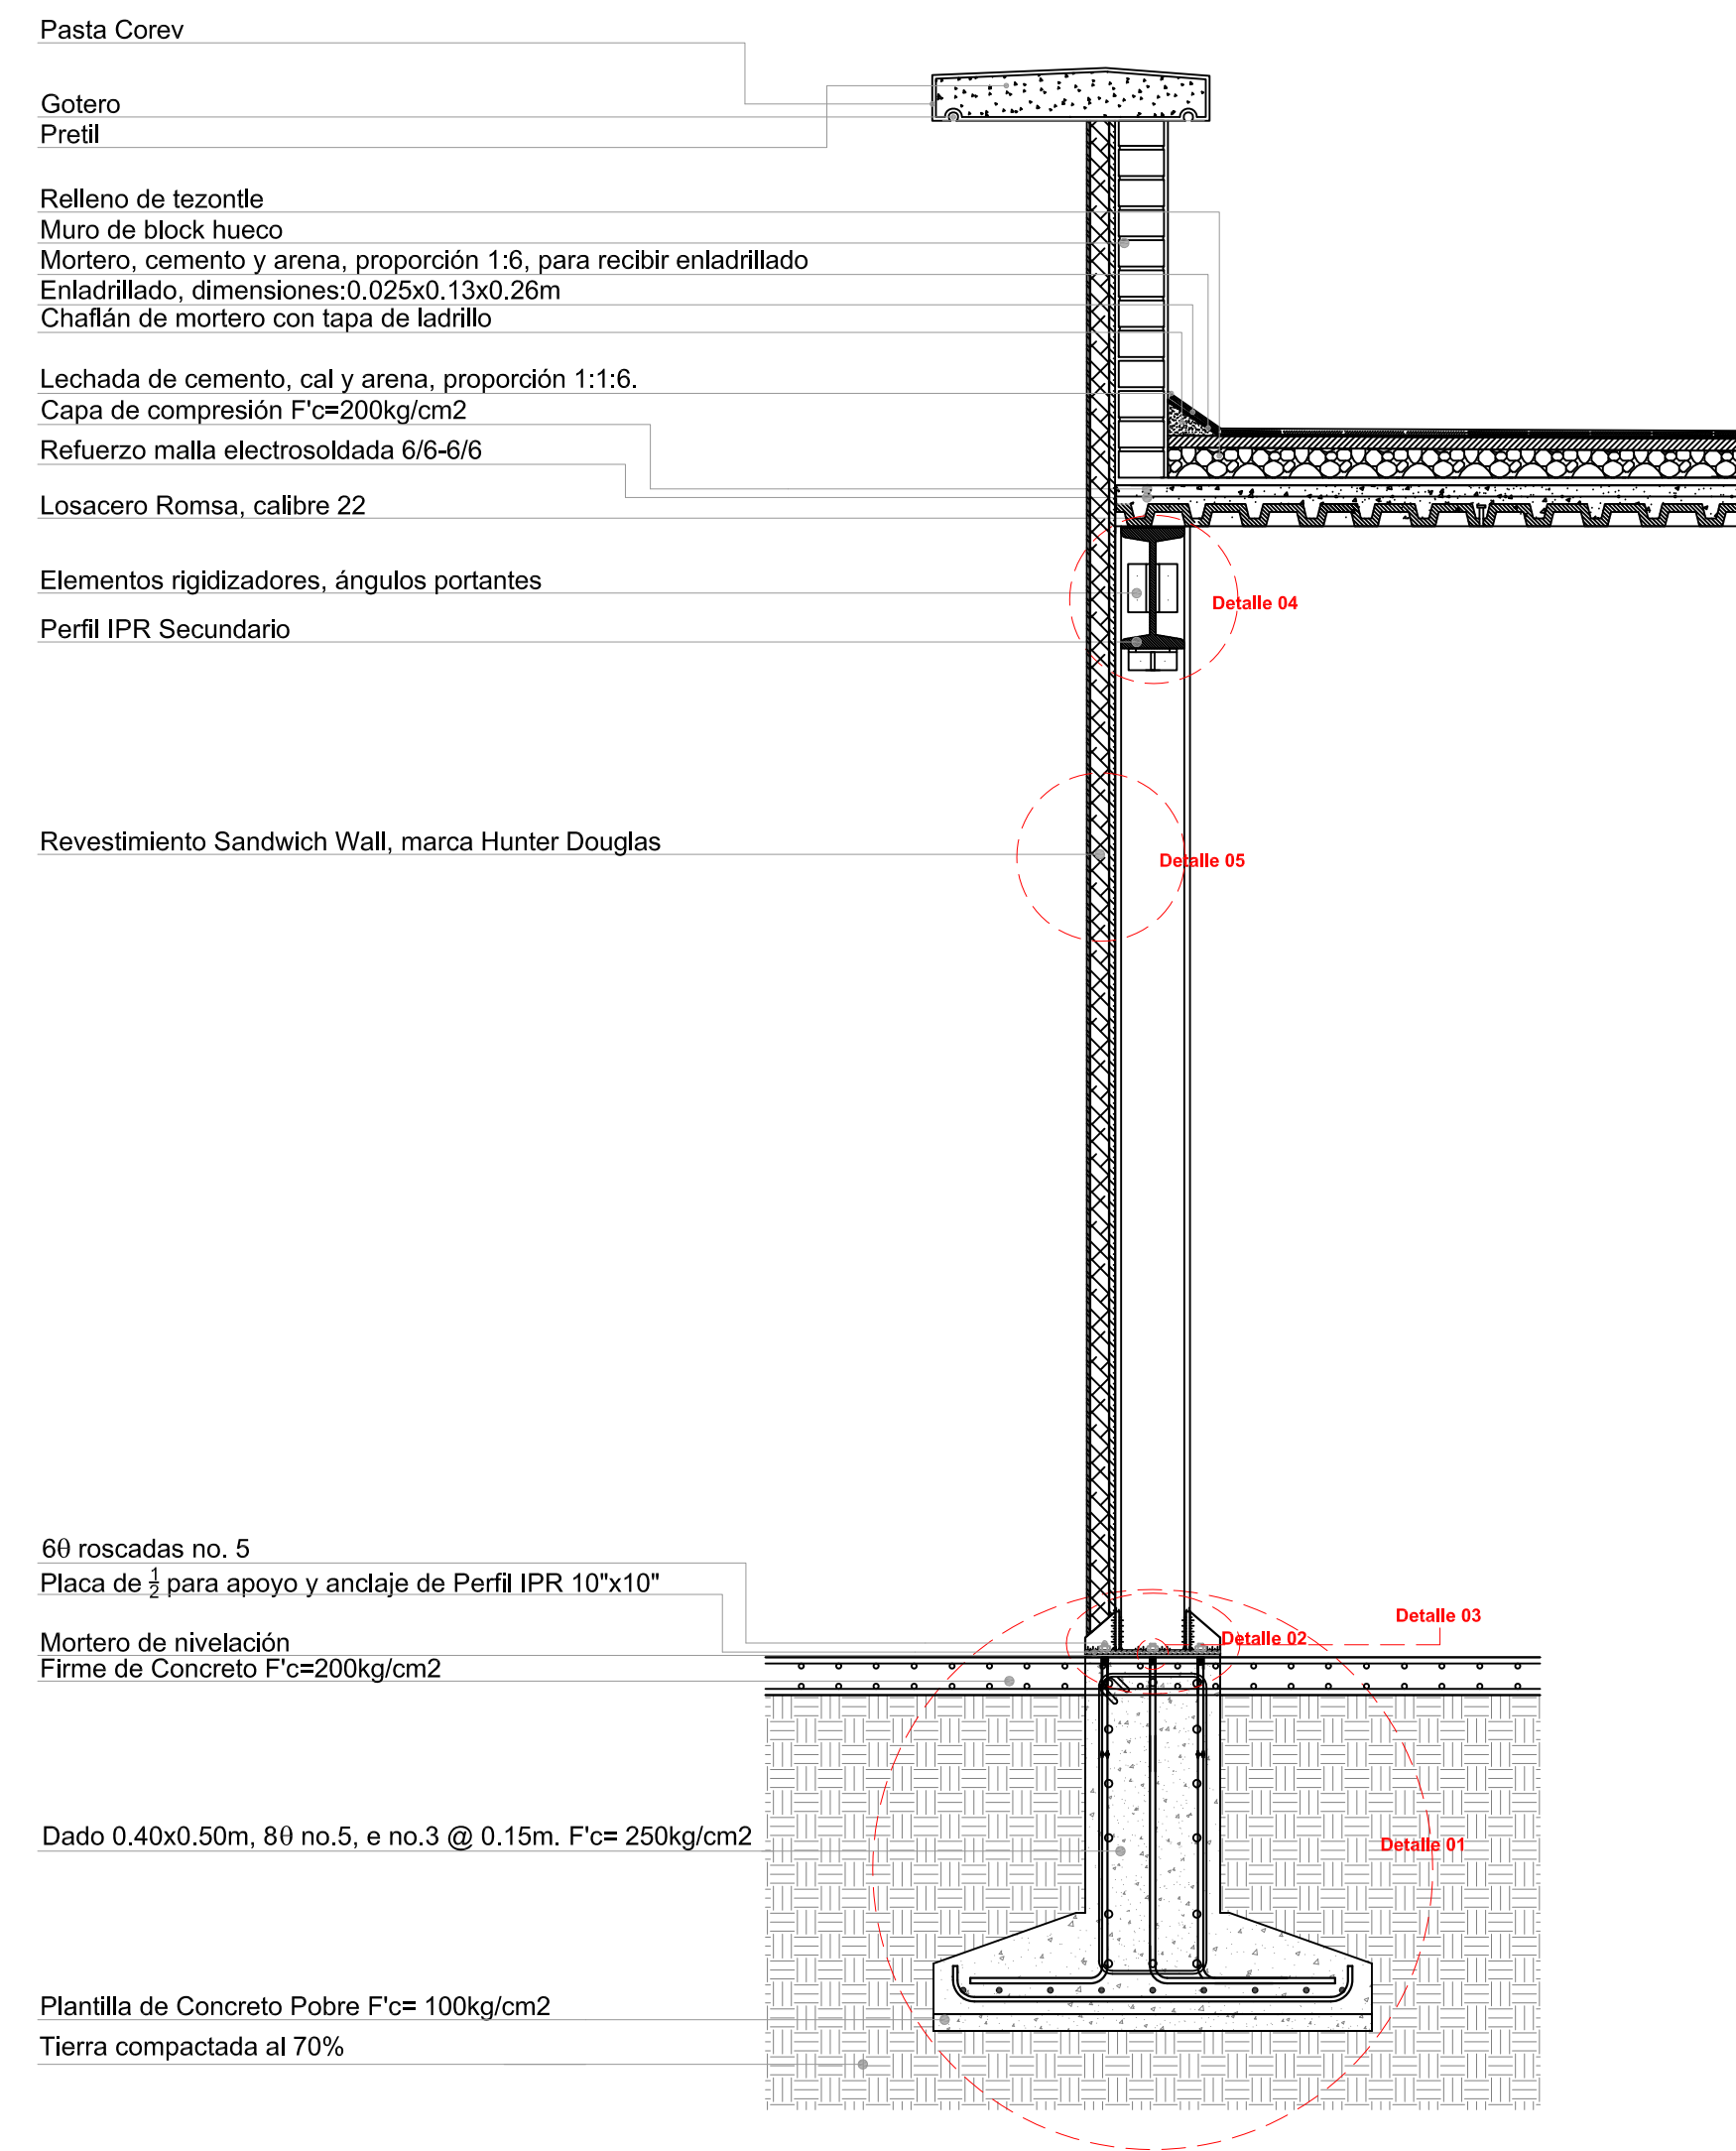 Pasta Corev
Gotero
Pretil
Relleno de tezontle
Muro de block hueco
Mortero, cemento y arena, proporción 1:6, para recibir enladrillado
Enladrillado, dimensiones:0.025x0.13x0.26m
Chaflán de mortero con tapa de ladrillo
Lechada de cemento, cal y arena, proporción 1:1:6.
Capa de compresión F'c=200kg/cm2
Refuerzo malla electrosoldada 6/6-6/6
Losacero Romsa, calibre 22
Elementos rigidizadores, ángulos portantes
Detalle 04
Perfil IPR Secundario
Revestimiento Sandwich Wall, marca Hunter Douglas
Detalle 05
6θ roscadas no. 5
Placa de ½ para apoyo y anclaje de Perfil IPR 10"x10"
Detalle 03
Mortero de nivelación
Detalle 02
Firme de Concreto F'c=200kg/cm2
Dado 0.40x0.50m, 8θ no.5, e no.3 @ 0.15m. F'c= 250kg/cm2
Detalle 01
Plantilla de Concreto Pobre F'c= 100kg/cm2
Tierra compactada al 70%